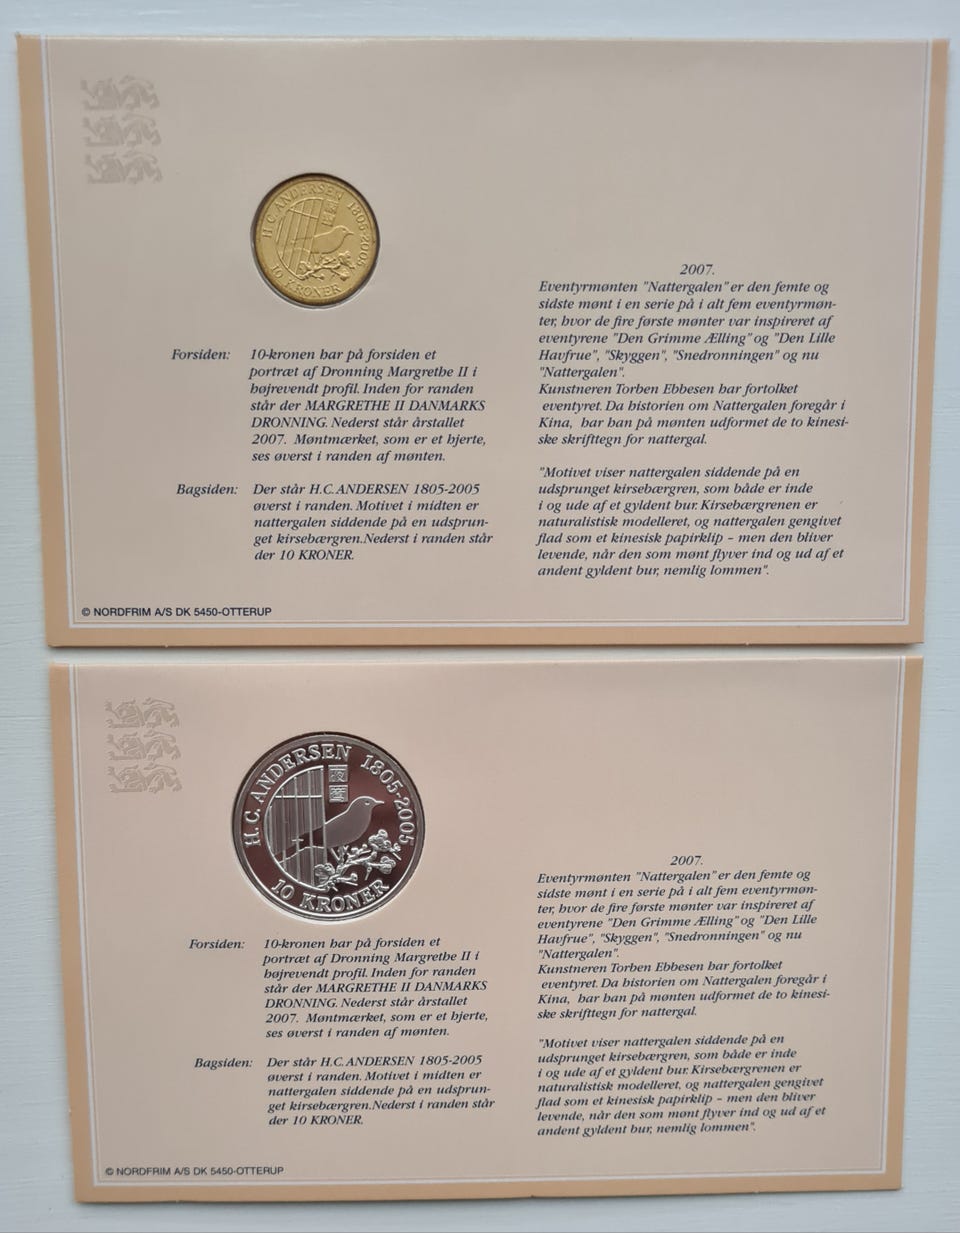 H.C. ANDERSEN 1805-2005
10 KRONER
Forsiden: 10-kronen har på forsiden et
portræt af Dronning Margrethe II i
højrevendt profil. Inden for randen
står der MARGRETHE II DANMARKS
DRONNING. Nederst står årstallet
2007. Møntmærket, som er et hjerte,
ses øverst i randen af mønten.
Bagsiden: Der står H.C. ANDERSEN 1805-2005
øverst i randen. Motivet i midten er
nattergalen siddende på en udsprun-
get kirsebærgren.Nederst i randen står
der 10 KRONER.
© NORDFRIM A/S DK 5450-OTTERUP
2007.
Eventyrmønten "Nattergalen" er den femte og
sidste mønt i en serie på i alt fem eventyrmøn-
ter, hvor de fire første mønter var inspireret af
eventyrene "Den Grimme Ælling" og "Den Lille
Havfrue", "Skyggen", "Snedronningen" og nu
"Nattergalen".
Kunstneren Torben Ebbesen har fortolket
eventyret. Da historien om Nattergalen foregår i
Kina, har han på mønten udformet de to kinesi-
ske skrifttegn for nattergal.
"Motivet viser nattergalen siddende på en
udsprunget kirsebærgren, som både er inde
i og ude af et gyldent bur. Kirsebærgrenen er
naturalistisk modelleret, og nattergalen gengivet
flad som et kinesisk papirklip – men den bliver
levende, når den som mønt flyver ind og ud af et
andent gyldent bur, nemlig lommen".
H.C. ANDERSEN 1805-2005
10 KRONER
Forsiden: 10-kronen har på forsiden et
portræt af Dronning Margrethe II i
højrevendt profil. Inden for randen
står der MARGRETHE II DANMARKS
DRONNING. Nederst står årstallet
2007. Møntmærket, som er et hjerte,
ses øverst i randen af mønten.
Bagsiden: Der står H.C. ANDERSEN 1805-2005
øverst i randen. Motivet i midten er
nattergalen siddende på en udsprun-
get kirsebærgren.Nederst i randen står
der 10 KRONER.
© NORDFRIM A/S DK 5450-OTTERUP
2007.
Eventyrmønten "Nattergalen" er den femte og
sidste mønt i en serie på i alt fem eventyrmøn-
ter, hvor de fire første mønter var inspireret af
eventyrene "Den Grimme Ælling" og "Den Lille
Havfrue", "Skyggen", "Snedronningen" og nu
"Nattergalen".
Kunstneren Torben Ebbesen har fortolket
eventyret. Da historien om Nattergalen foregår i
Kina, har han på mønten udformet de to kinesi-
ske skrifttegn for nattergal.
"Motivet viser nattergalen siddende på en
udsprunget kirsebærgren, som både er inde
i og ude af et gyldent bur. Kirsebærgrenen er
naturalistisk modelleret, og nattergalen gengivet
flad som et kinesisk papirklip – men den bliver
levende, når den som mønt flyver ind og ud af et
andent gyldent bur, nemlig lommen".